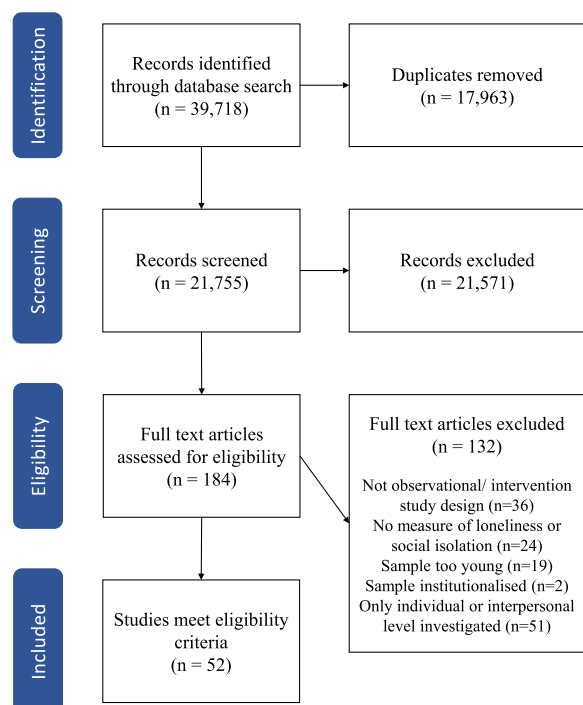 Identification
Records identified
through database search
(n = 39,718)
Duplicates removed
(n = 17,963)
Screening
Records screened
(n = 21,755)
Records excluded
(n = 21,571)
Eligibility
Full text articles
assessed for eligibility
(n = 184)
Full text articles excluded
(n = 132)
Not observational/ intervention
study design (n=36)
No measure of loneliness or
social isolation (n=24)
Sample too young (n=19)
Sample institutionalised (n=2)
Only individual or interpersonal
level investigated (n=51)
Included
Studies meet eligibility
criteria
(n = 52)